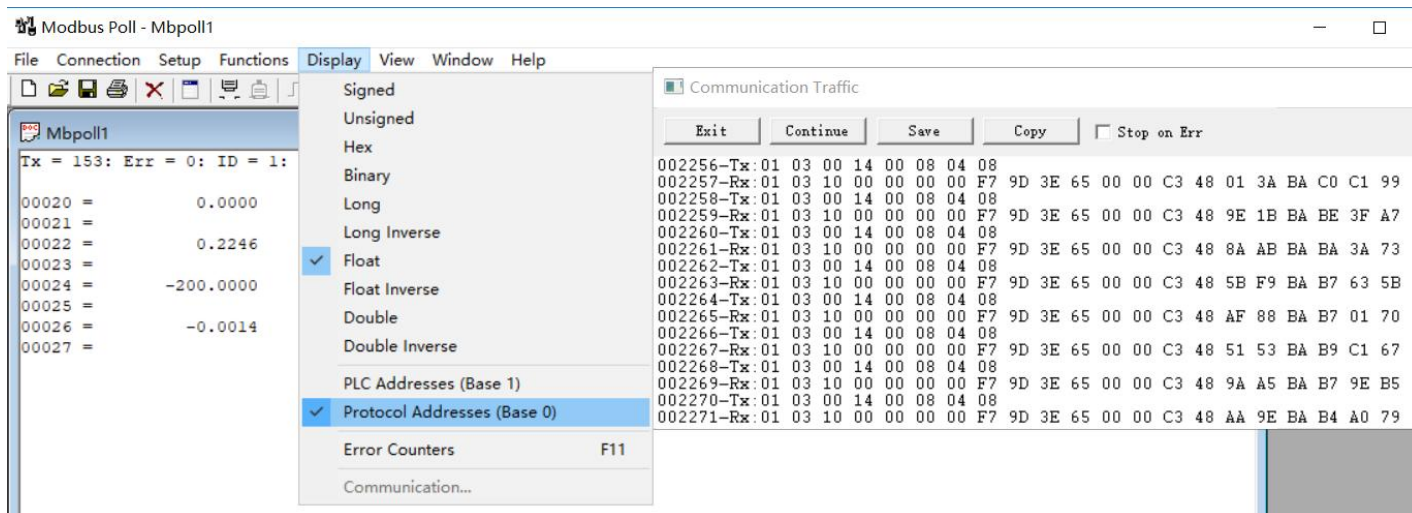 Modbus Poll - Mbpoll1
File Connection Setup Functions Display View Window Help
Mbpoll1
Tx = 153: Err = 0: ID = 1:
00020 = 0.0000
00021 =
00022 = 0.2246
00023 =
00024 = -200.0000
00025 =
00026 = -0.0014
00027 =
Signed
Unsigned
Hex
Binary
Long
Long Inverse
Float
Float Inverse
Double
Double Inverse
PLC Addresses (Base 1)
Protocol Addresses (Base 0)
Error Counters F11
Communication...
Communication Traffic
Exit Continue Save Copy Stop on Err
002256-Tx:01 03 00 14 00 08 04 08
002257-Rx:01 03 10 00 00 00 00 F7 9D 3E 65 00 00 C3 48 01 3A BA C0 C1 99
002258-Tx:01 03 00 14 00 08 04 08
002259-Rx:01 03 10 00 00 00 00 F7 9D 3E 65 00 00 C3 48 9E 1B BA BE 3F A7
002260-Tx:01 03 00 14 00 08 04 08
002261-Rx:01 03 10 00 00 00 00 F7 9D 3E 65 00 00 C3 48 8A AB BA BA 3A 73
002262-Tx:01 03 00 14 00 08 04 08
002263-Rx:01 03 10 00 00 00 00 F7 9D 3E 65 00 00 C3 48 5B F9 BA B7 63 5B
002264-Tx:01 03 00 14 00 08 04 08
002265-Rx:01 03 10 00 00 00 00 F7 9D 3E 65 00 00 C3 48 AF 88 BA B7 01 70
002266-Tx:01 03 00 14 00 08 04 08
002267-Rx:01 03 10 00 00 00 00 F7 9D 3E 65 00 00 C3 48 51 53 BA B9 C1 67
002268-Tx:01 03 00 14 00 08 04 08
002269-Rx:01 03 10 00 00 00 00 F7 9D 3E 65 00 00 C3 48 9A A5 BA B7 9E B5
002270-Tx:01 03 00 14 00 08 04 08
002271-Rx:01 03 10 00 00 00 00 F7 9D 3E 65 00 00 C3 48 AA 9E BA B4 A0 79